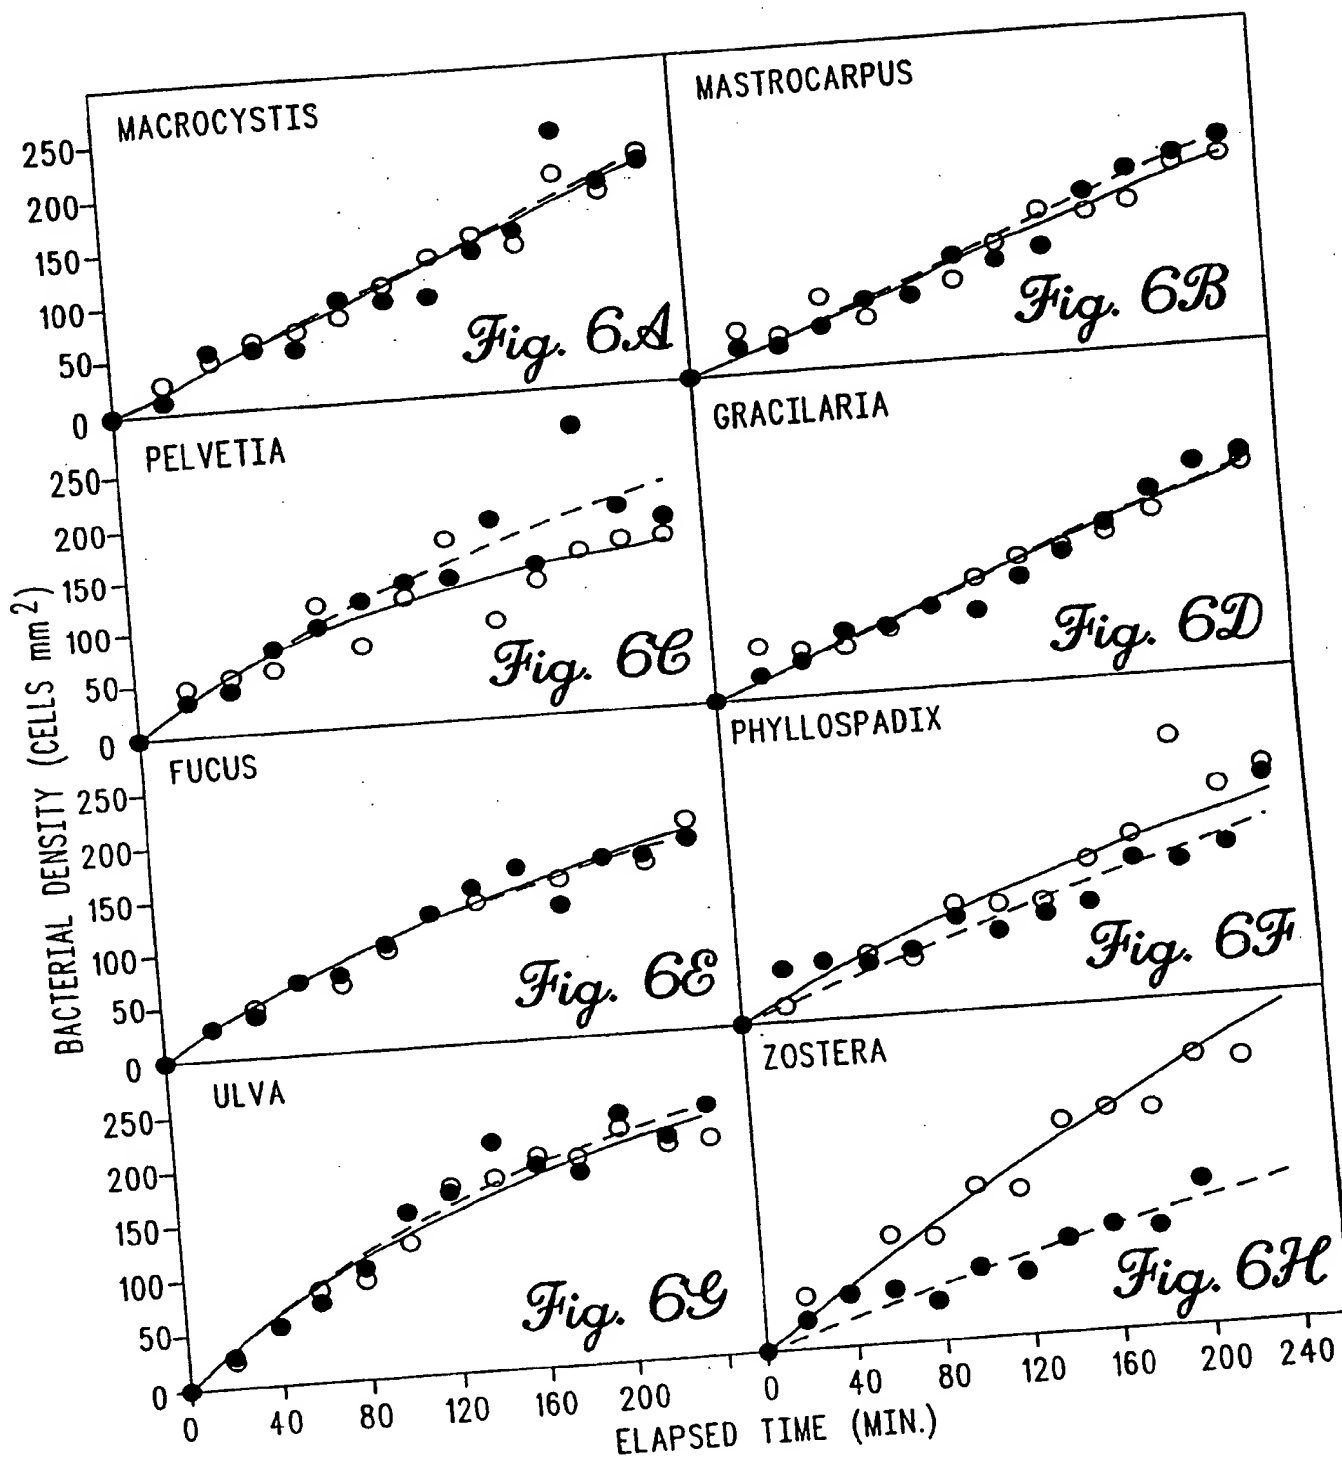 MACROCYSTIS
250
200
150
100
50
0
Fig. 6A
MASTROCARPUS
Fig. 6B
PELVETIA
250
200
150
100
50
0
Fig. 6C
GRACILARIA
Fig. 6D
BACTERIAL DENSITY (CELLS mm²)
FUCUS
250
200
150
100
50
0
Fig. 6E
PHYLLOSPADIX
Fig. 6F
ULVA
250
200
150
100
50
0
Fig. 6G
ZOSTERA
Fig. 6H
0 40 80 120 160 200
0 40 80 120 160 200 240
ELAPSED TIME (MIN.)